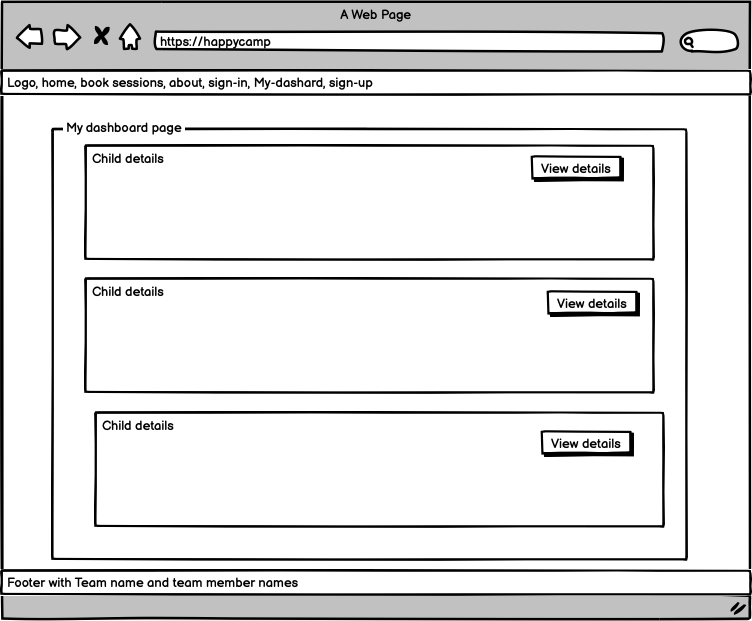 A Web Page
https://happycamp
Logo, home, book sessions, about, sign-in, My-dashard, sign-up
My dashboard page
Child details
View details
Child details
View details
Child details
View details
Footer with Team name and team member names